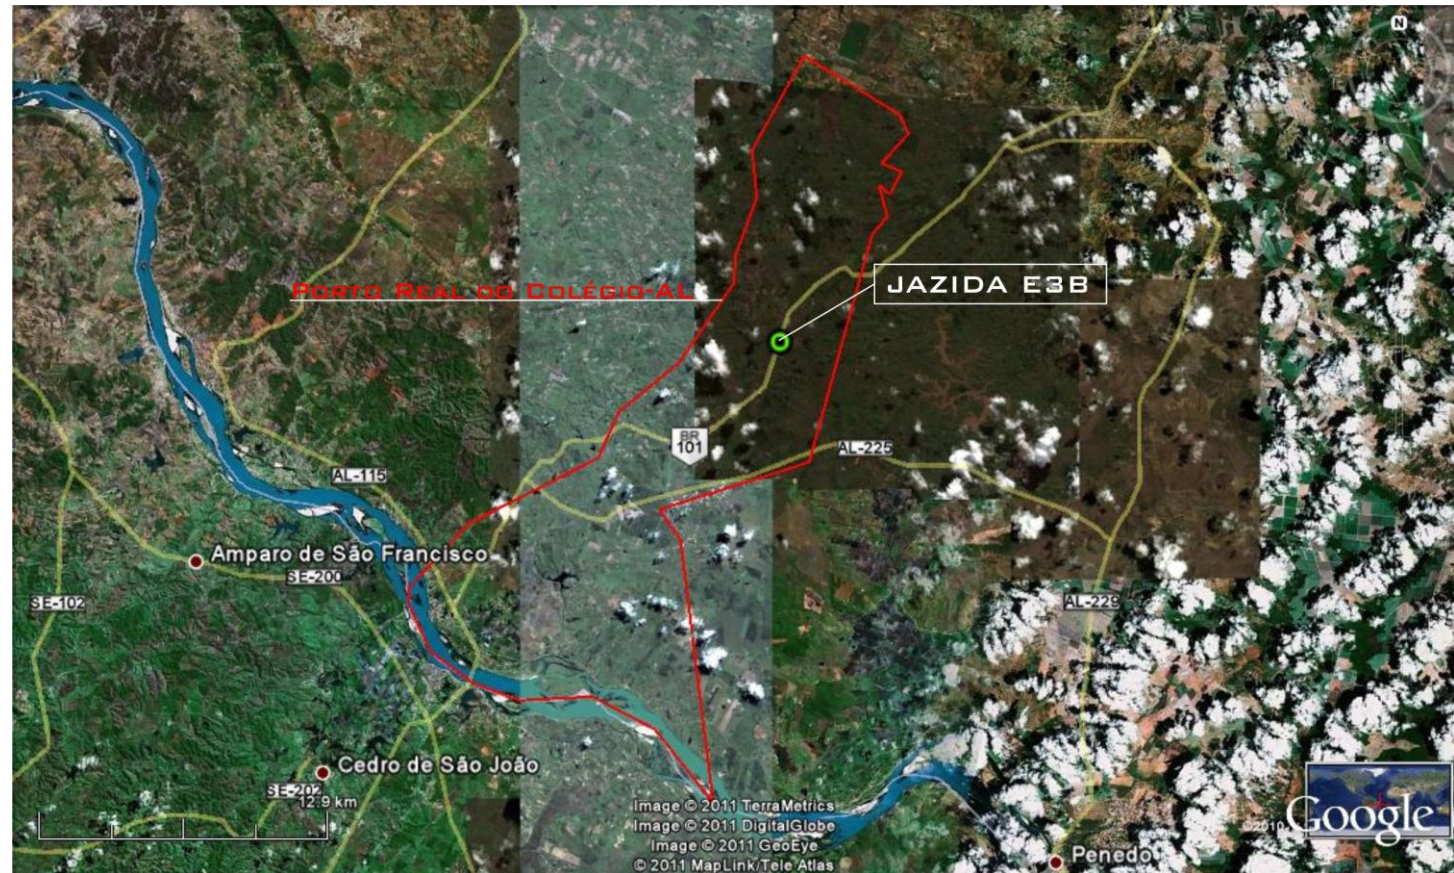 N
PORTO REAL DO COLÉGIO-AL
JAZIDA E3B
BR
101
AL-225
AL-115
Amparo de São Francisco
SE-200
SE-102
AL-229
Cedro de São João
SE-202
12.9 km
Image © 2011 TerraMetrics
Image © 2011 DigitalGlobe
Image © 2011 GeoEye
© 2011 MapLink/Tele Atlas
©2010 Google
Penedo